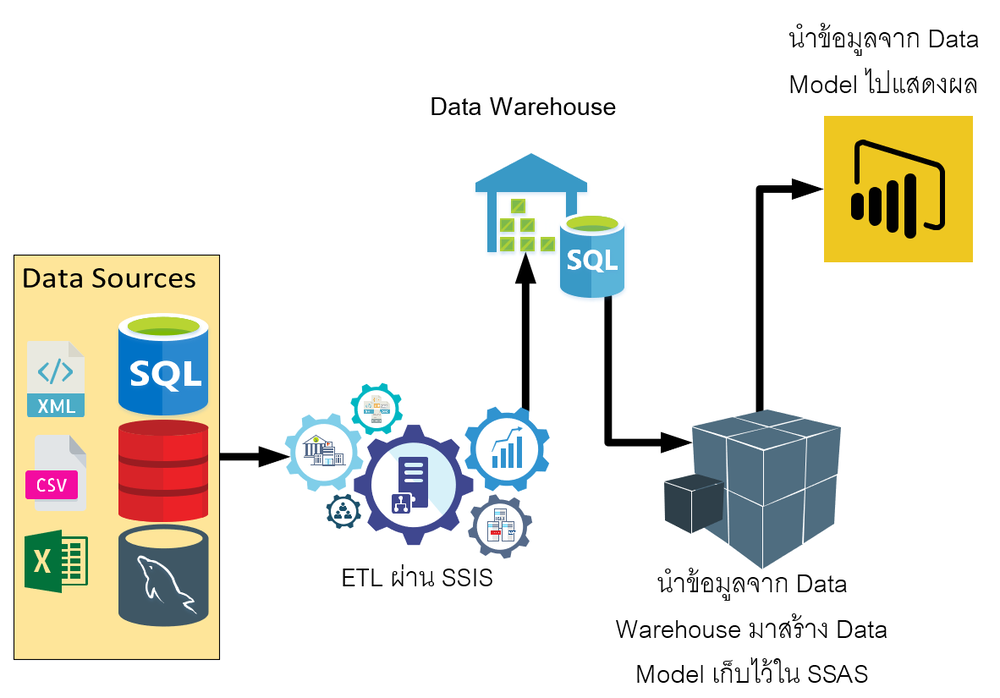 นำข้อมูลจาก Data
Model ไปแสดงผล
Data Warehouse
SQL
Data Sources
SQL
XML
CSV
X
ETL ผ่าน SSIS
นำข้อมูลจาก Data
Warehouse มาสร้าง Data
Model เก็บไว้ใน SSAS